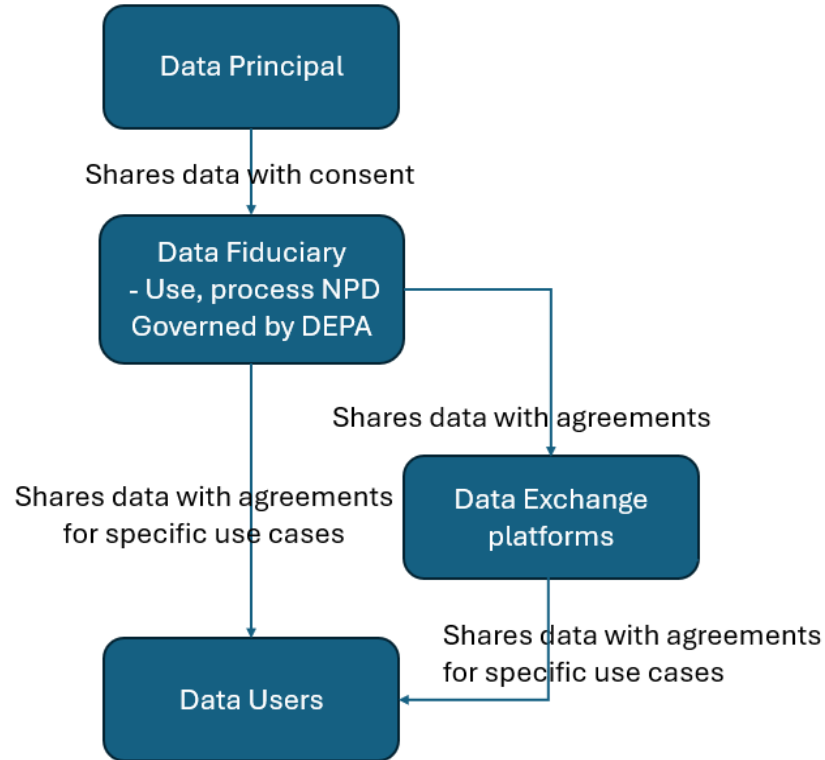 Data Principal
Shares data with consent
Data Fiduciary
- Use, process NPD
Governed by DEPA
Shares data with agreements
Shares data with agreements
for specific use cases
Data Exchange
platforms
Shares data with agreements
for specific use cases
Data Users